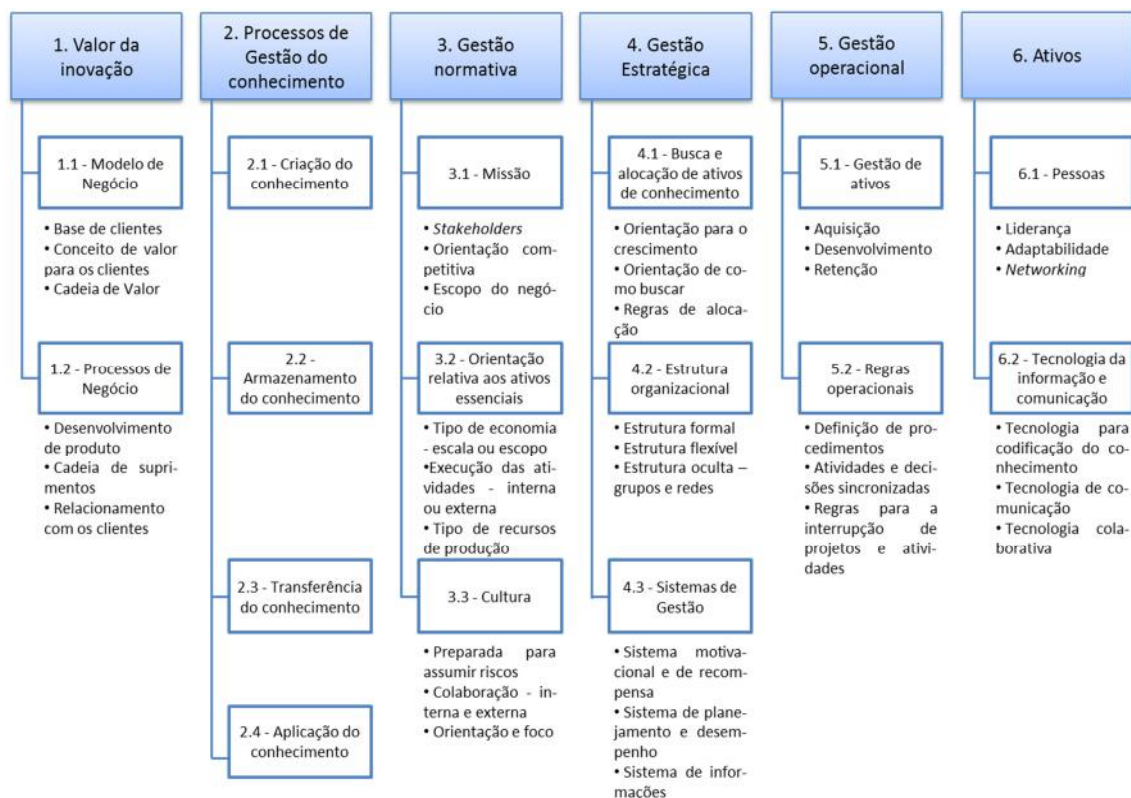 1. Valor da
inovação
2. Processos de
Gestão do
conhecimento
3. Gestão
normativa
4. Gestão
Estratégica
5. Gestão
operacional
6. Ativos
1.1 - Modelo de
Negócio
• Base de clientes
• Conceito de valor
para os clientes
• Cadeia de Valor
1.2 - Processos de
Negócio
• Desenvolvimento
de produto
• Cadeia de supri-
mentos
• Relacionamento
com os clientes
2.1 - Criação do
conhecimento
2.2 -
Armazenamento
do conhecimento
2.3 - Transferência
do conhecimento
2.4 - Aplicação do
conhecimento
3.1 - Missão
• Stakeholders
• Orientação com-
petitiva
• Escopo do negó-
cio
3.2 - Orientação
relativa aos ativos
essenciais
• Tipo de economia
- escala ou escopo
•Execução das ati-
vidades - interna
ou externa
• Tipo de recursos
de produção
3.3 - Cultura
• Preparada para
assumir riscos
• Colaboração - in-
terna e externa
• Orientação e foco
4.1 - Busca e
alocação de ativos
de conhecimento
• Orientação para o
crescimento
• Orientação de co-
mo buscar
• Regras de aloca-
ção
4.2 - Estrutura
organizacional
• Estrutura formal
• Estrutura flexível
• Estrutura oculta –
grupos e redes
4.3 - Sistemas de
Gestão
• Sistema motiva-
cional e de recom-
pensa
• Sistema de plane-
jamento e desem-
penho
• Sistema de infor-
mações
5.1 - Gestão de
ativos
• Aquisição
• Desenvolvimento
• Retenção
5.2 - Regras
operacionais
• Definição de pro-
cedimentos
• Atividades e deci-
sões sincronizadas
• Regras para a
interrupção de
projetos e ativi-
dades
6.1 - Pessoas
• Liderança
• Adaptabilidade
• Networking
6.2 - Tecnologia da
informação e
comunicação
• Tecnologia para
codificação do co-
nhecimento
• Tecnologia de co-
municação
• Tecnologia cola-
borativa